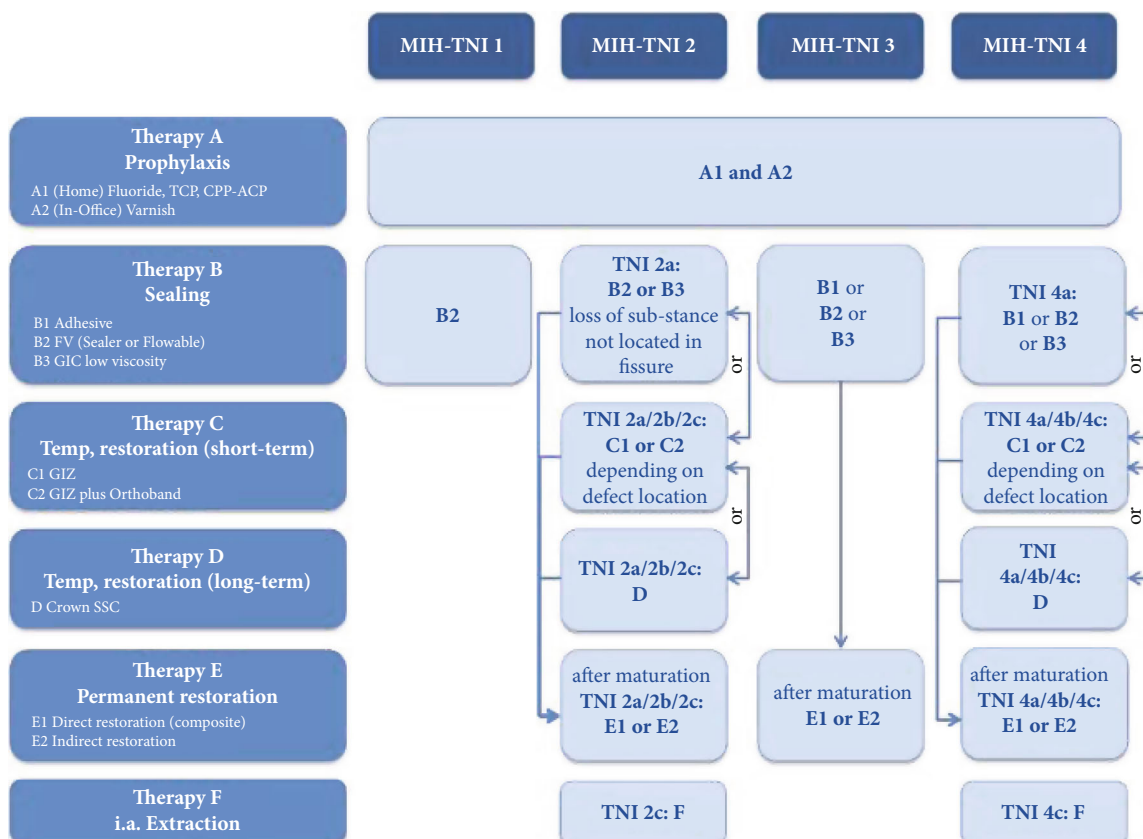 MIH-TNI 1
MIH-TNI 2
MIH-TNI 3
MIH-TNI 4
Therapy A
Prophylaxis
A1 (Home) Fluoride, TCP, CPP-ACP
A2 (In-Office) Varnish
A1 and A2
Therapy B
Sealing
B1 Adhesive
B2 FV (Sealer or Flowable)
B3 GIC low viscosity
B2
TNI 2a:
B2 or B3
loss of sub-stance
not located in
fissure
or
B1 or
B2 or
B3
TNI 4a:
B1 or B2
or B3
or
Therapy C
Temp, restoration (short-term)
C1 GIZ
C2 GIZ plus Orthoband
TNI 2a/2b/2c:
C1 or C2
depending on
defect location
or
TNI 4a/4b/4c:
C1 or C2
depending on
defect location
or
Therapy D
Temp, restoration (long-term)
D Crown SSC
TNI 2a/2b/2c:
D
TNI
4a/4b/4c:
D
Therapy E
Permanent restoration
E1 Direct restoration (composite)
E2 Indirect restoration
after maturation
TNI 2a/2b/2c:
E1 or E2
after maturation
E1 or E2
after maturation
TNI 4a/4b/4c:
E1 or E2
Therapy F
i.a. Extraction
TNI 2c: F
TNI 4c: F